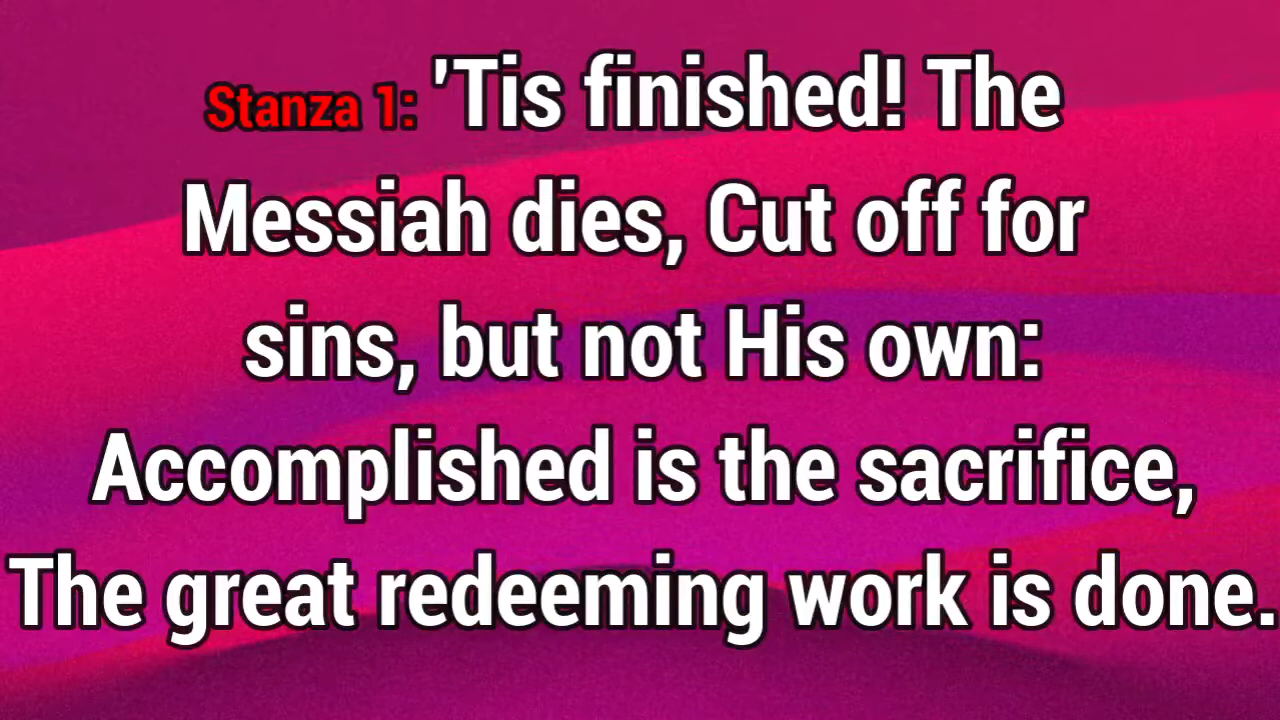 Stanza 1: 'Tis finished! The
Messiah dies, Cut off for
sins, but not His own:
Accomplished is the sacrifice,
The great redeeming work is done.